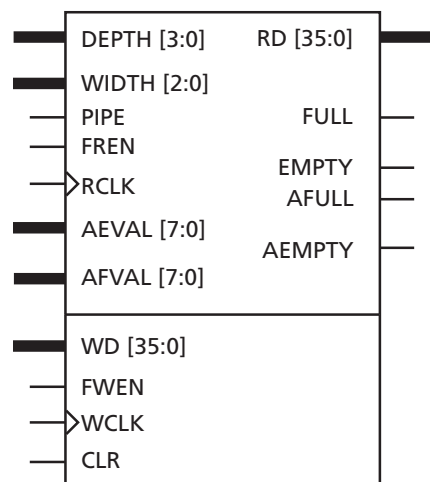 DEPTH [3:0] RD [35:0]
WIDTH [2:0]
PIPE FULL
FREN
EMPTY
RCLK AFULL
AEVAL [7:0]
AEMPTY
AFVAL [7:0]
WD [35:0]
FWEN
WCLK
CLR